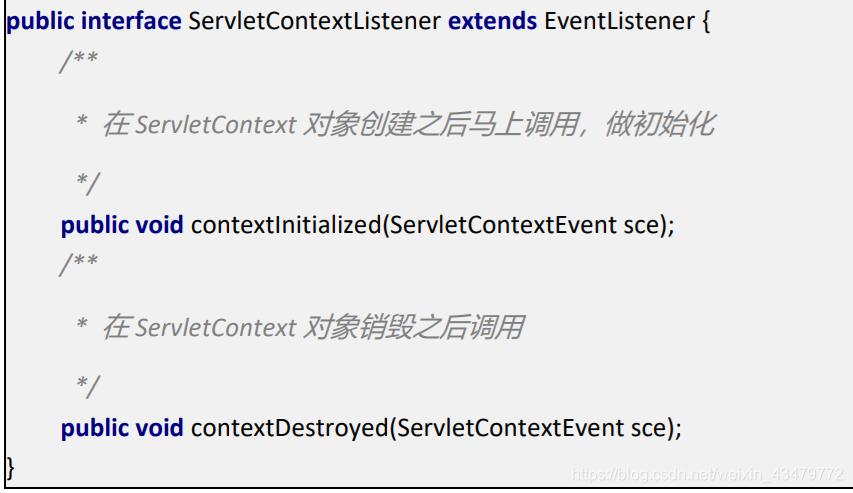 public interface ServletContextListener extends EventListener {
/**
* 在 ServletContext 对象创建之后马上调用，做初始化
*/
public void contextInitialized(ServletContextEvent sce);
/**
* 在 ServletContext 对象销毁之后调用
*/
public void contextDestroyed(ServletContextEvent sce);
}
https://blog.csdn.net/weixin_43479772